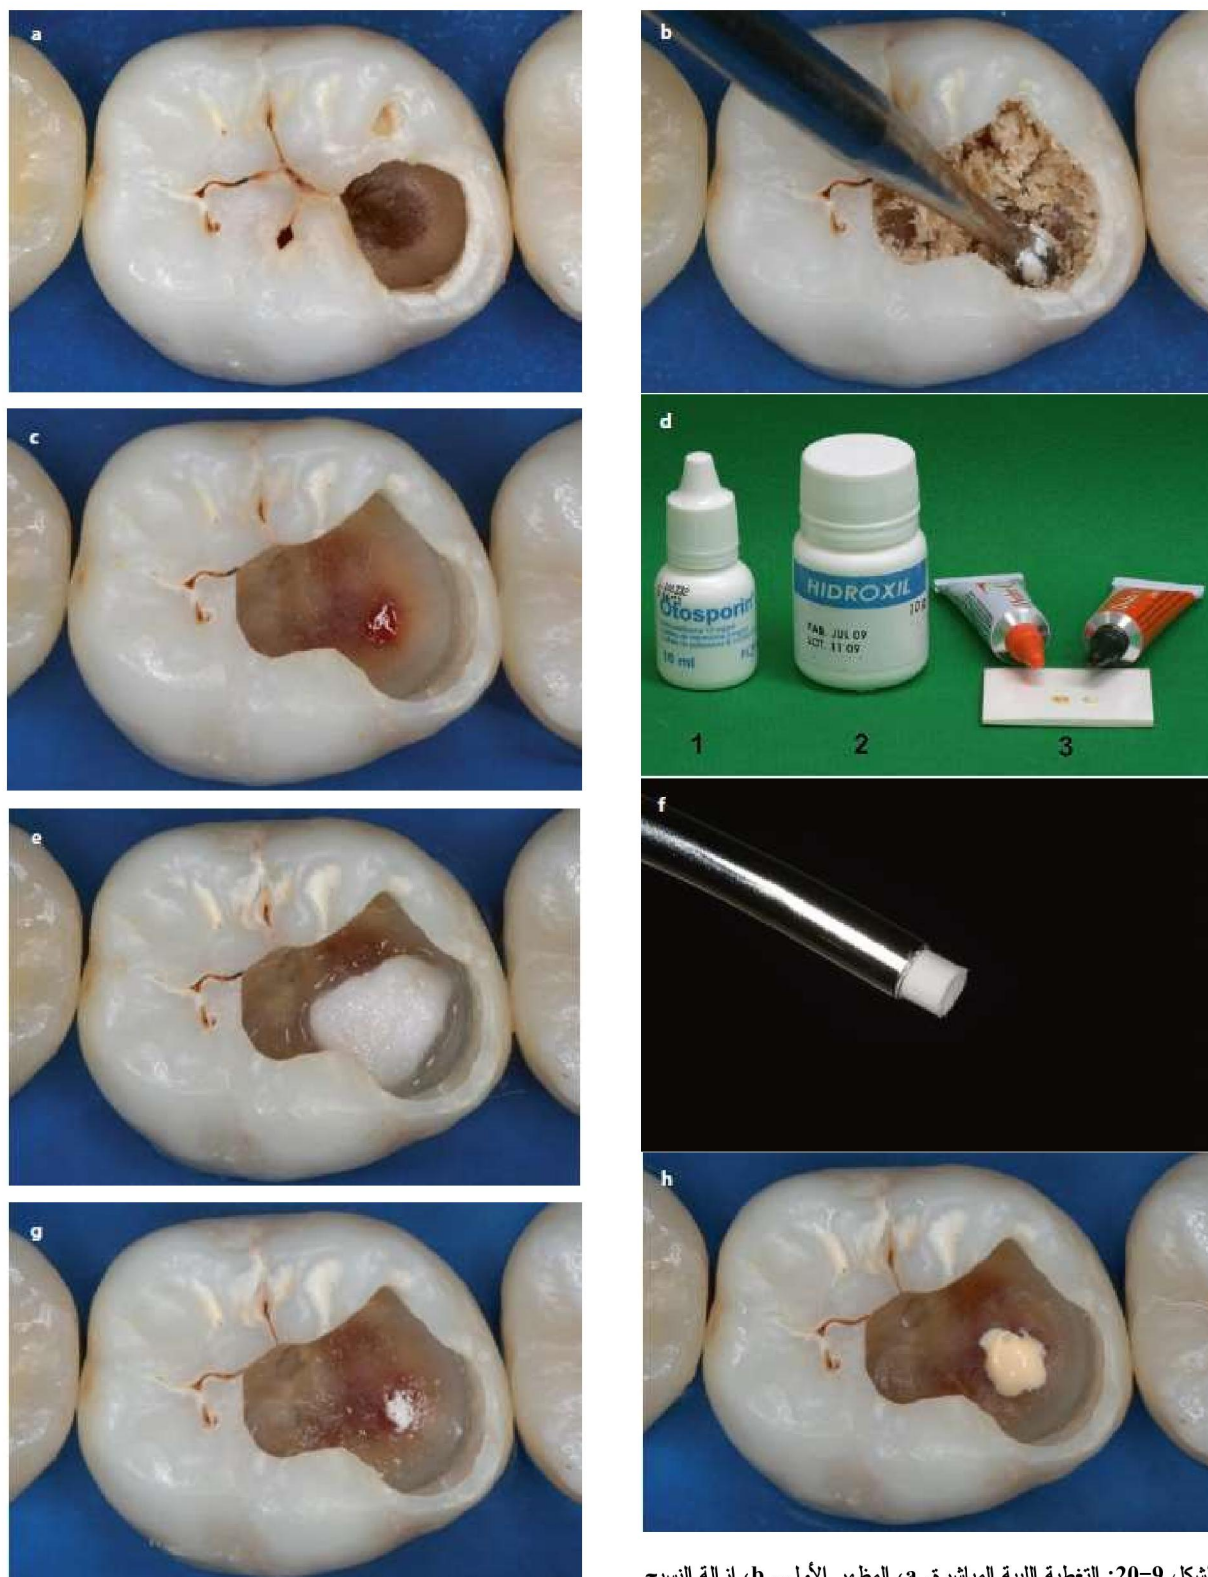 a
b
c
d
Otosporin
10 ml
HIDROXIL
10g
FAB. JUL 09
LOT. 11 09
1
2
3
e
f
g
h
شكل 9-20: التغطية اللبية المباشرة. a، المظهر الأولي. b، إزالة النسيج